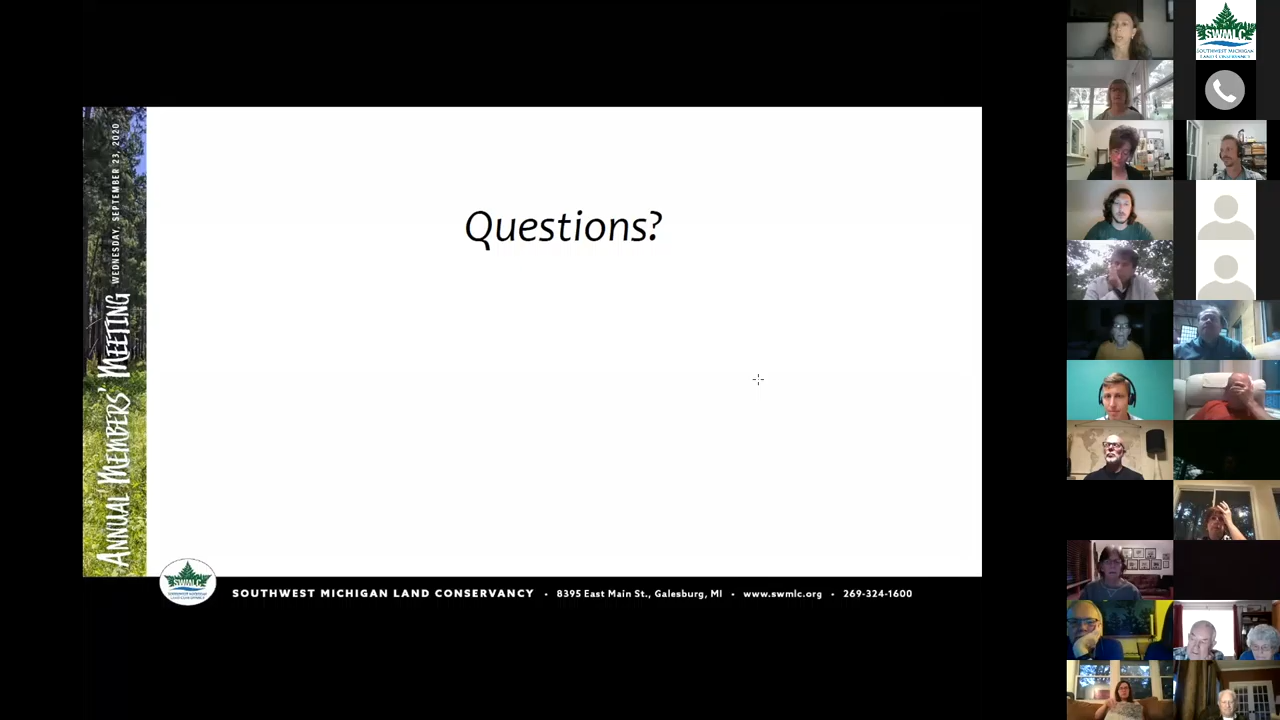 WEDNESDAY, SEPTEMBER 23, 2020
ANNUAL MEMBERS' MEETING
Questions?
SWMLC
SOUTHWEST MICHIGAN
LAND CONSERVANCY
SWMLC
SOUTHWEST MICHIGAN LAND CONSERVANCY • 8395 East Main St., Galesburg, MI • www.swmlc.org • 269-324-1600